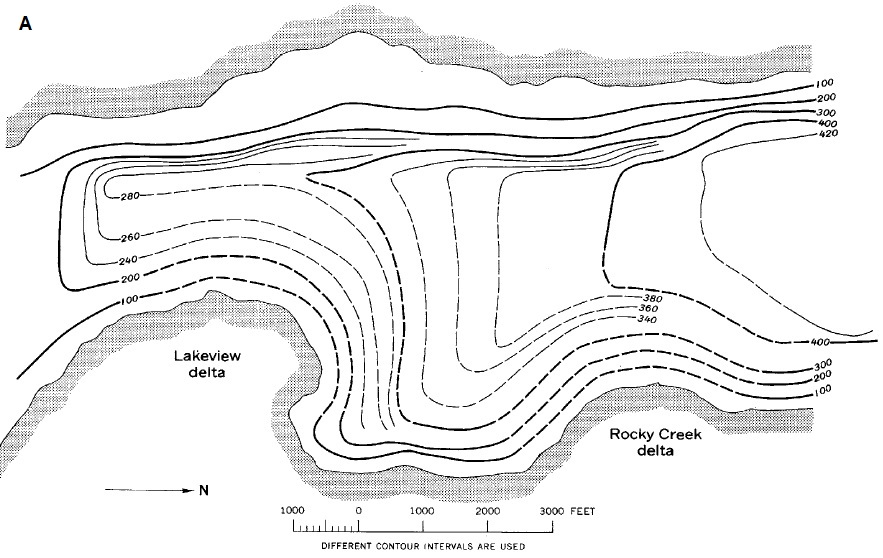 A
100
200
300
400
420
280
260
240
200
100
380
360
340
400
300
200
100
Lakeview
delta
Rocky Creek
delta
N
1000 0 1000 2000 3000 FEET
DIFFERENT CONTOUR INTERVALS ARE USED